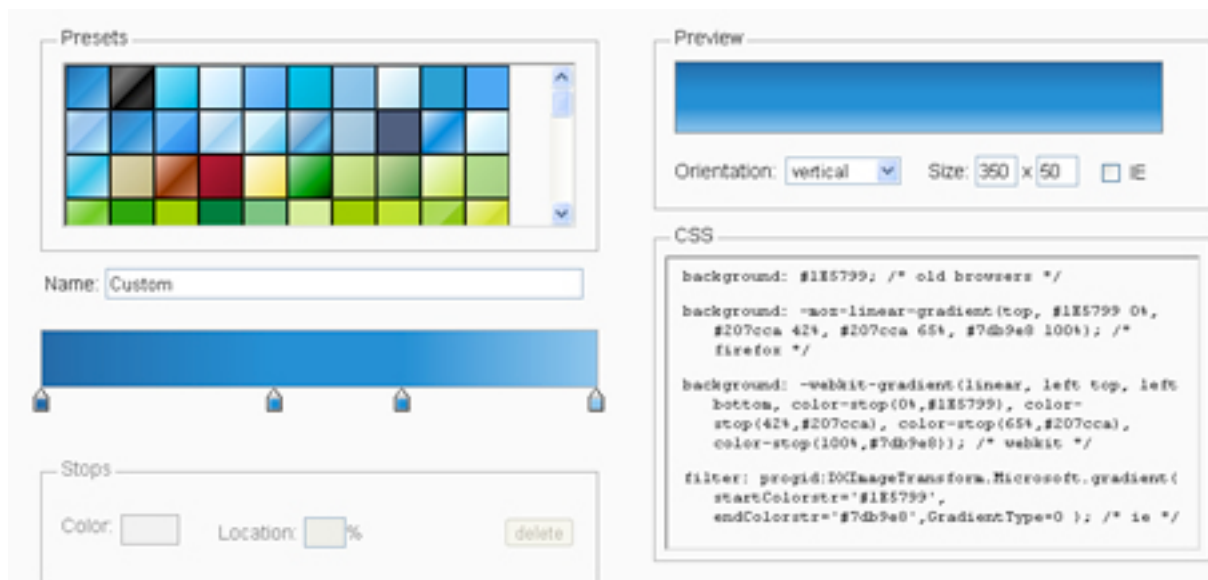 Presets
Name: Custom
Stops
Color:
Location: %
delete
Preview
Orientation: vertical Size: 350 x 50 IE
CSS
background: #1E5799; /* old browsers */
background: -moz-linear-gradient(top, #1E5799 0%,
#207cca 42%, #207cca 65%, #7db9e8 100%); /*
firefox */
background: -webkit-gradient(linear, left top, left
bottom, color-stop(0%,#1E5799), color-
stop(42%,#207cca), color-stop(65%,#207cca),
color-stop(100%,#7db9e8)); /* webkit */
filter: progid:DXImageTransform.Microsoft.gradient(
startColorstr='#1E5799',
endColorstr='#7db9e8',GradientType=0 ); /* ie */